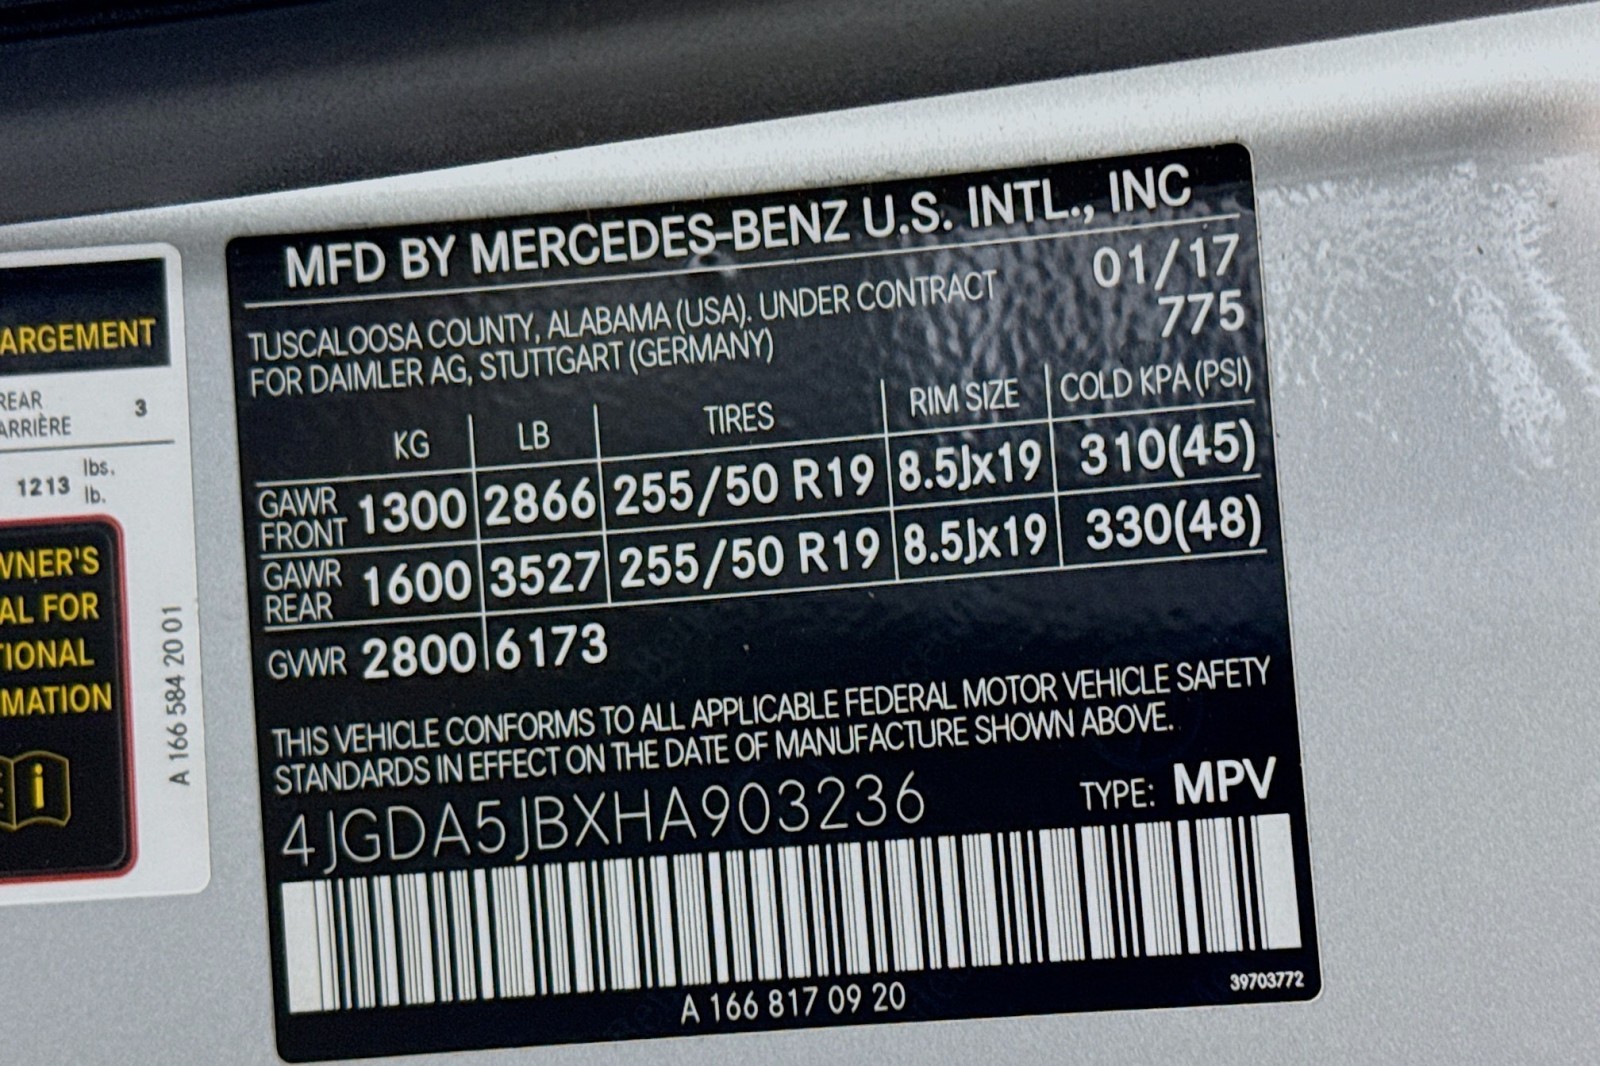 ARGEMENT
REAR
ARRIÈRE
3
1213 lbs.
lb.
WNER'S
AL FOR
TIONAL
MATION
i
A 166 584 20 01
MFD BY MERCEDES-BENZ U.S. INTL., INC
TUSCALOOSA COUNTY, ALABAMA (USA). UNDER CONTRACT
FOR DAIMLER AG, STUTTGART (GERMANY)
01/17
775
KG LB TIRES RIM SIZE COLD KPA (PSI)
GAWR FRONT 1300 2866 255/50 R19 8.5Jx19 310(45)
GAWR REAR 1600 3527 255/50 R19 8.5Jx19 330(48)
GVWR 2800 6173
THIS VEHICLE CONFORMS TO ALL APPLICABLE FEDERAL MOTOR VEHICLE SAFETY
STANDARDS IN EFFECT ON THE DATE OF MANUFACTURE SHOWN ABOVE.
4JGDA5JBXHA903236 TYPE: MPV
A 166 817 09 20
39703772